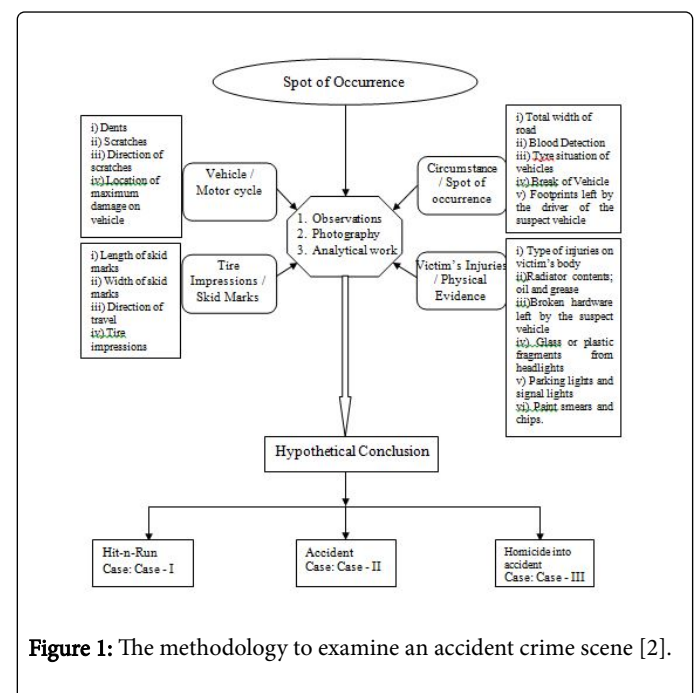 Spot of Occurrence
i) Dents
ii) Scratches
iii) Direction of
scratches
iv) Location of
maximum
damage on
vehicle
Vehicle /
Motor cycle
i) Length of skid
marks
ii) Width of skid
marks
iii) Direction of
travel
iv) Tire
impressions
Tire
Impressions /
Skid Marks
1. Observations
2. Photography
3. Analytical work
Circumstance
/ Spot of
occurrence
i) Total width of
road
ii) Blood Detection
iii) Tyre situation of
vehicles
iv) Break of Vehicle
v) Footprints left by
the driver of the
suspect vehicle
Victim's Injuries
/ Physical
Evidence
i) Type of injuries on
victim's body
ii)Radiator contents;
oil and grease
iii)Broken hardware
left by the suspect
vehicle
iv) Glass or plastic
fragments from
headlights
v) Parking lights and
signal lights
vi) Paint smears and
chips.
Hypothetical Conclusion
Hit-n-Run
Case: Case - I
Accident
Case: Case - II
Homicide into
accident
Case: Case - III
Figure 1: The methodology to examine an accident crime scene [2].